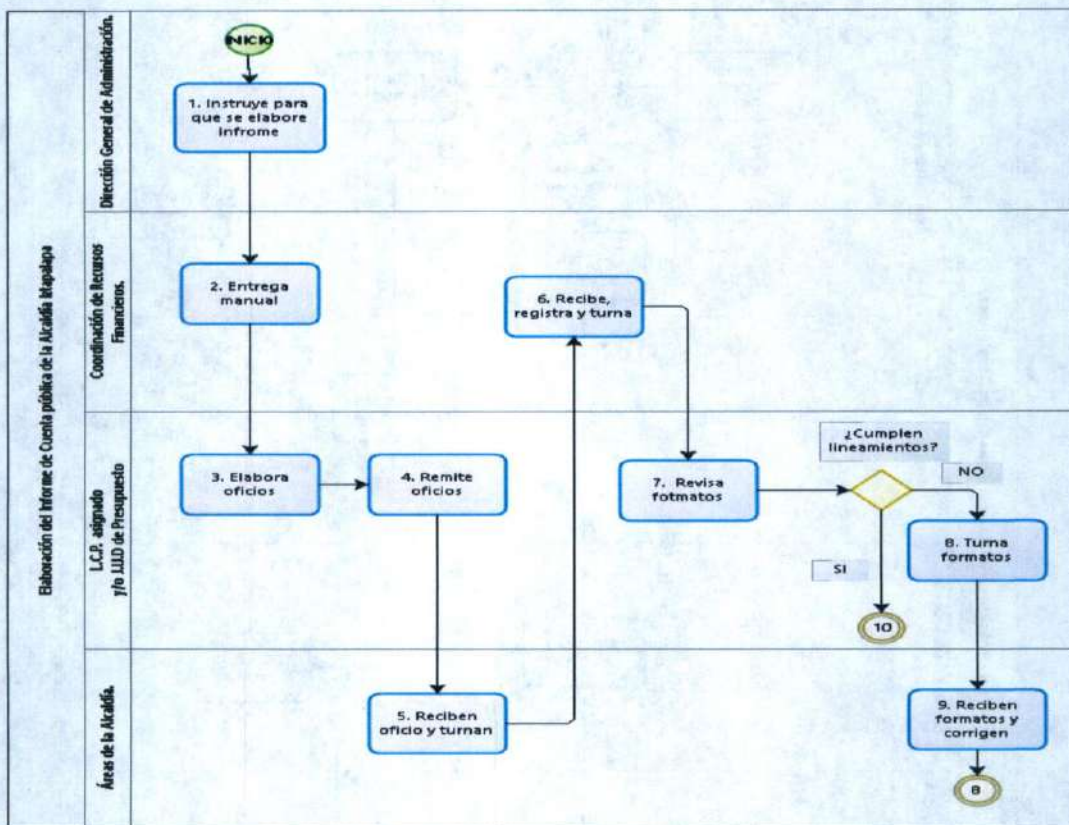 Elaboración del Informe de Cuenta pública de la Alcaldía Iztapalapa
Dirección General de Administración.
INICIO
1. Instruye para
que se elabore
infrome
Coordinación de Recursos
Financieros.
2. Entrega
manual
6. Recibe,
registra y turna
L.C.P. asignado
y/o J.U.D de Presupuesto
3. Elabora
oficios
4. Remite
oficios
7. Revisa
fotmatos
¿Cumplen
lineamientos?
NO
SI
8. Turna
formatos
10
Áreas de la Alcaldía.
5. Reciben
oficio y turnan
9. Reciben
formatos y
corrigen
8